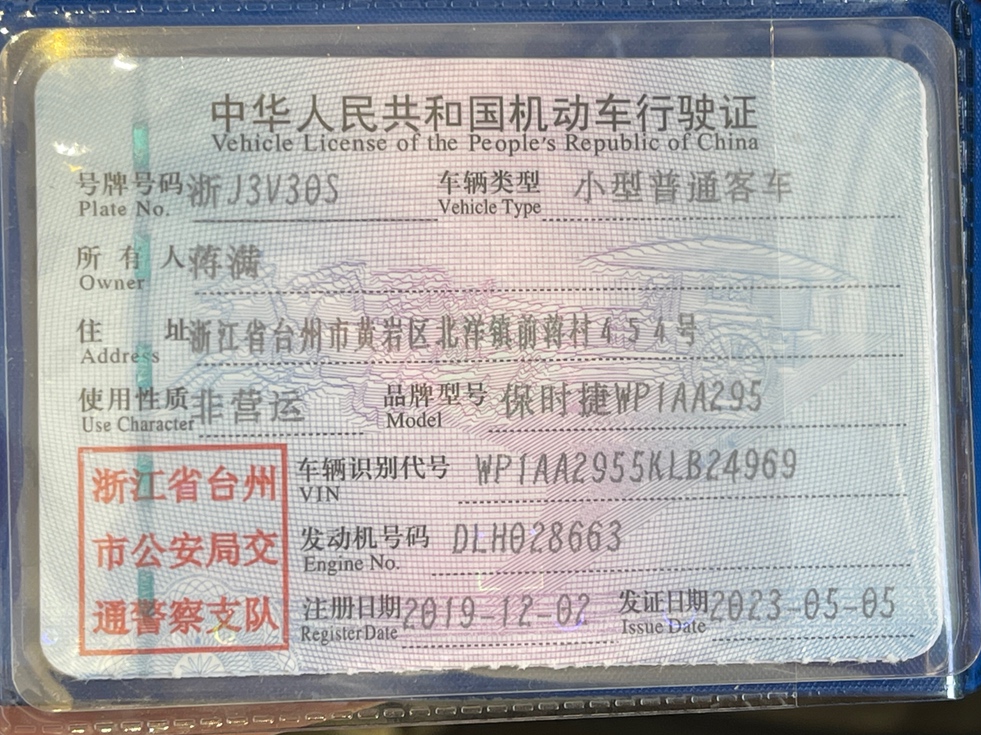 中华人民共和国机动车行驶证
Vehicle License of the People's Republic of China
号牌号码 浙J3V30S 车辆类型 小型普通客车
Plate No. Vehicle Type
所有人 蒋满
Owner
住址 浙江省台州市黄岩区北洋镇前蒋村454号
Address
使用性质 非营运 品牌型号 保时捷WP1AA295
Use Character Model
浙江省台州
市公安局交
通警察支队
车辆识别代号 WP1AA2955KLB24969
VIN
发动机号码 DLH028663
Engine No.
注册日期 2019-12-02 发证日期 2023-05-05
Register Date Issue Date